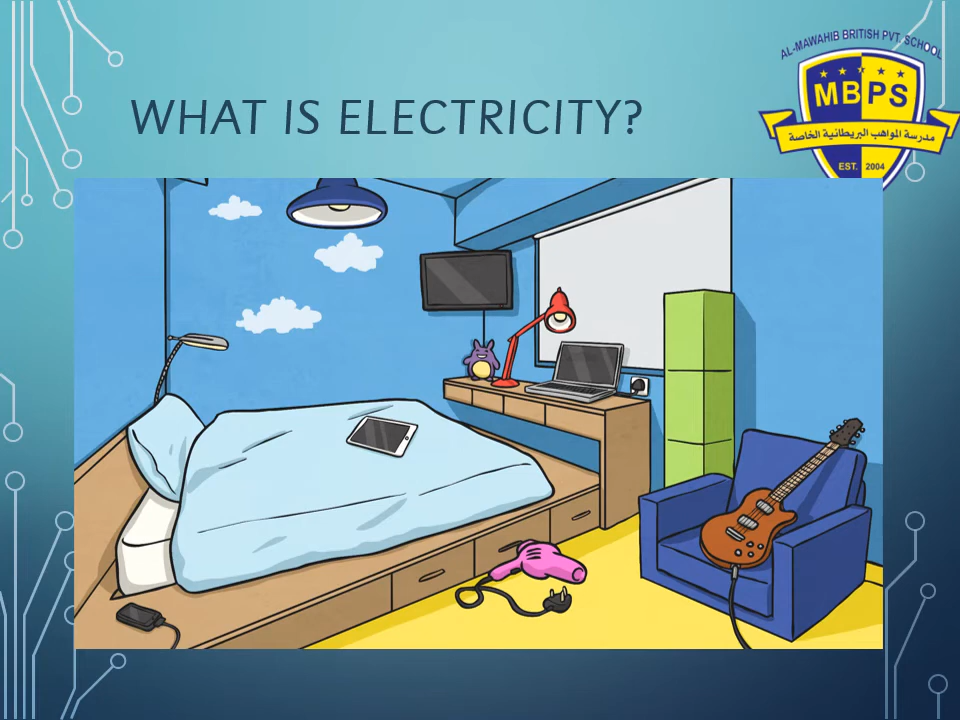 AL-MAWAHIB BRITISH PVT. SCHOOL
WHAT IS ELECTRICITY?
MBPS
مدرسة المواهب البريطانية الخاصة
EST. 2004